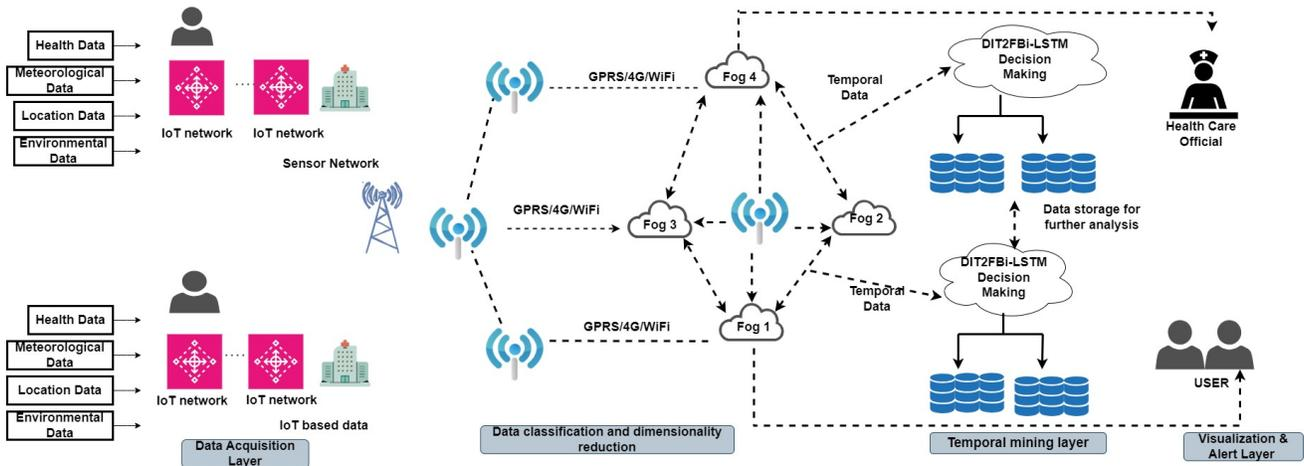 Health Data
Meteorological
Data
Location Data
Environmental
Data
IoT network
IoT network
Sensor Network
GPRS/4G/WiFi
GPRS/4G/WiFi
GPRS/4G/WiFi
Fog 4
Fog 3
Fog 2
Fog 1
Temporal
Data
Temporal
Data
DIT2FBi-LSTM
Decision
Making
Health Care
Official
Data storage for
further analysis
DIT2FBi-LSTM
Decision
Making
USER
Health Data
Meteorological
Data
Location Data
Environmental
Data
IoT network
IoT network
IoT based data
Data Acquisition
Layer
Data classification and dimensionality
reduction
Temporal mining layer
Visualization &
Alert Layer